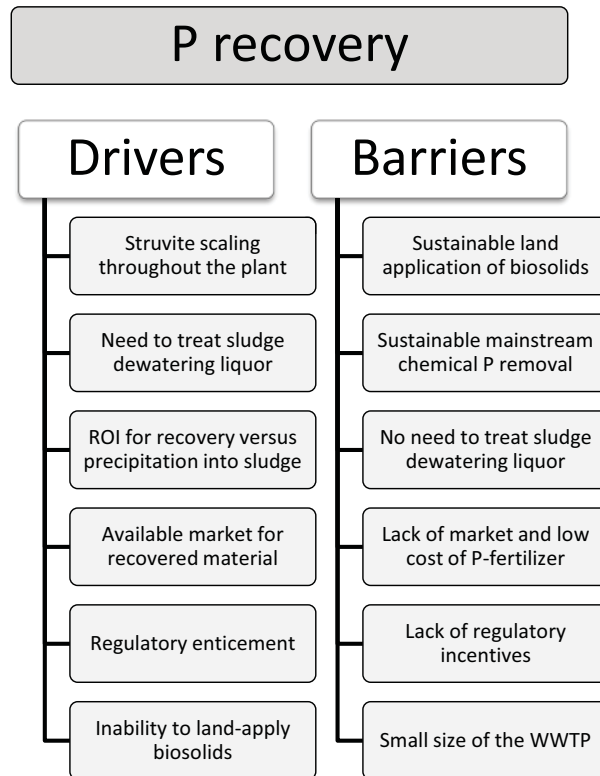 P recovery
Drivers
Struvite scaling
throughout the plant
Need to treat sludge
dewatering liquor
ROI for recovery versus
precipitation into sludge
Available market for
recovered material
Regulatory enticement
Inability to land-apply
biosolids
Barriers
Sustainable land
application of biosolids
Sustainable mainstream
chemical P removal
No need to treat sludge
dewatering liquor
Lack of market and low
cost of P-fertilizer
Lack of regulatory
incentives
Small size of the WWTP